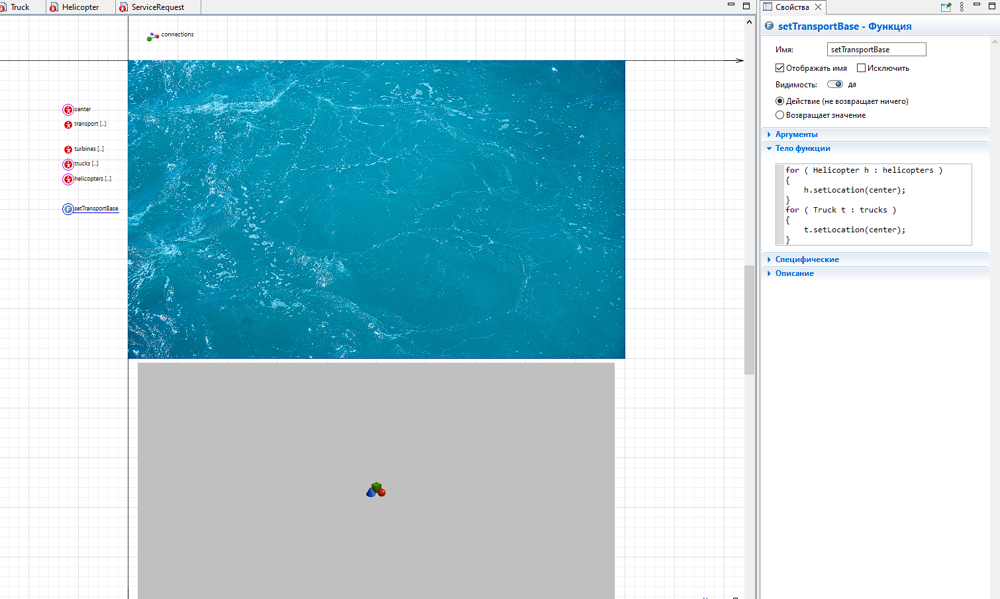 Truck
Helicopter
ServiceRequest
connections
center
transport [..]
turbines [..]
trucks [..]
helicopters [..]
setTransportBase
Свойства
setTransportBase - Функция
Имя:
setTransportBase
Отображать имя
Исключить
Видимость:
да
Действие (не возвращает ничего)
Возвращает значение
Аргументы
Тело функции
for ( Helicopter h : helicopters )
{
h.setLocation(center);
}
for ( Truck t : trucks )
{
t.setLocation(center);
}
Специфические
Описание